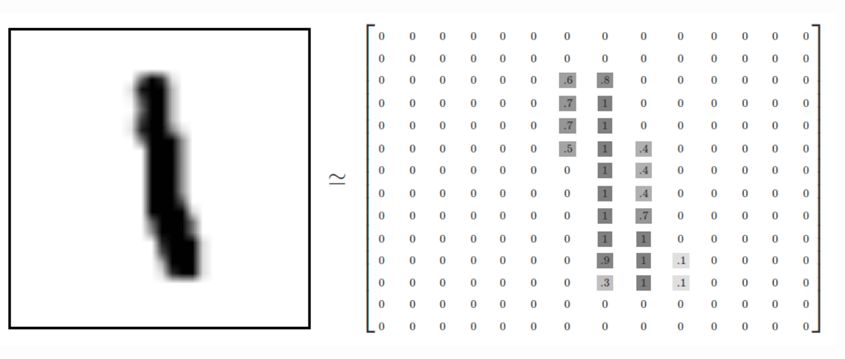 ≃
0 0 0 0 0 0 0 0 0 0 0 0 0 0
0 0 0 0 0 0 0 0 0 0 0 0 0 0
0 0 0 0 0 0 .6 .8 0 0 0 0 0 0
0 0 0 0 0 0 .7 1 0 0 0 0 0 0
0 0 0 0 0 0 .7 1 0 0 0 0 0 0
0 0 0 0 0 0 .5 1 .4 0 0 0 0 0
0 0 0 0 0 0 0 1 .4 0 0 0 0 0
0 0 0 0 0 0 0 1 .4 0 0 0 0 0
0 0 0 0 0 0 0 1 .7 0 0 0 0 0
0 0 0 0 0 0 0 1 1 0 0 0 0 0
0 0 0 0 0 0 0 .9 1 .1 0 0 0 0
0 0 0 0 0 0 0 .3 1 .1 0 0 0 0
0 0 0 0 0 0 0 0 0 0 0 0 0 0
0 0 0 0 0 0 0 0 0 0 0 0 0 0